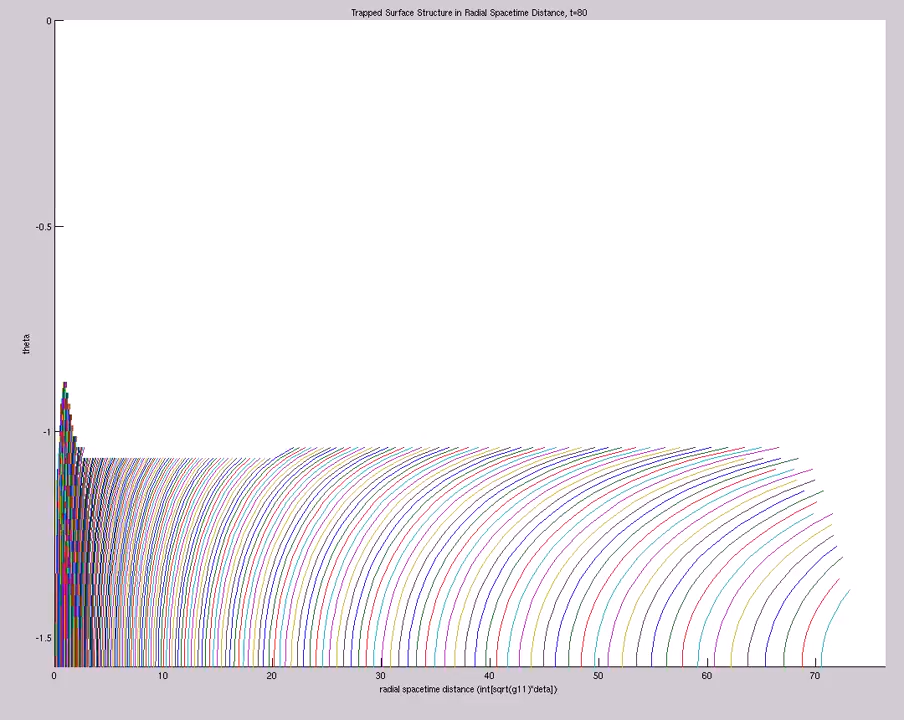 Trapped Surface Structure in Radial Spacetime Distance, t=80
0
-0.5
theta
-1
-1.5
0 10 20 30 40 50 60 70
radial spacetime distance (int[sqrt(g11)*deta])